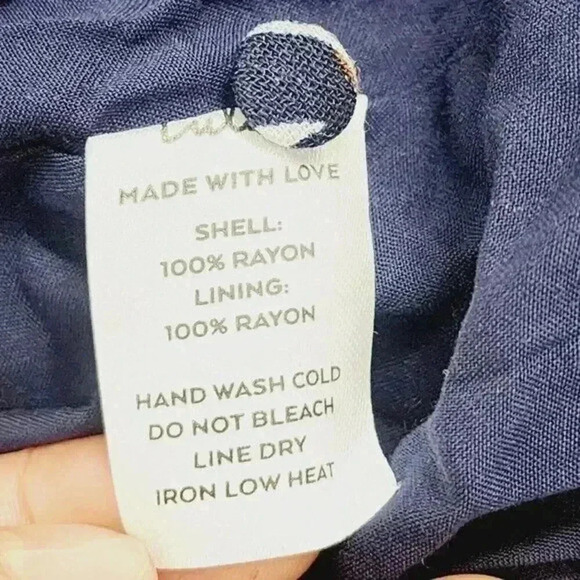 MADE WITH LOVE
SHELL:
100% RAYON
LINING:
100% RAYON
HAND WASH COLD
DO NOT BLEACH
LINE DRY
IRON LOW HEAT